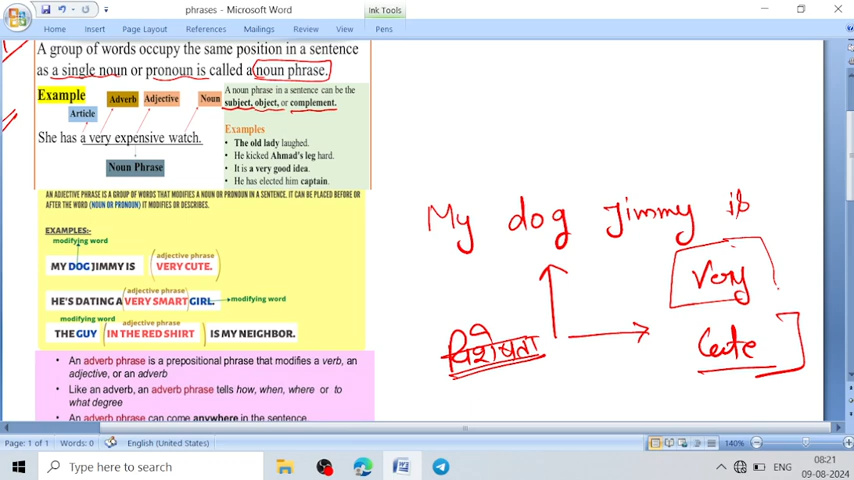 phrases - Microsoft Word
Ink Tools
Home Insert Page Layout References Mailings Review View Pens
A group of words occupy the same position in a sentence
as a single noun or pronoun is called a noun phrase.
Example
Article
Adverb
Adjective
Noun
She has a very expensive watch.
Noun Phrase
A noun phrase in a sentence can be the
subject, object, or complement.
Examples
• The old lady laughed.
• He kicked Ahmad's leg hard.
• It is a very good idea.
• He has elected him captain.
AN ADJECTIVE PHRASE IS A GROUP OF WORDS THAT MODIFIES A NOUN OR PRONOUN IN A SENTENCE. IT CAN BE PLACED BEFORE OR
AFTER THE WORD (NOUN OR PRONOUN) IT MODIFIES OR DESCRIBES.
EXAMPLES:-
modifying word
adjective phrase
MY DOG JIMMY IS (VERY CUTE.)
adjective phrase
HE'S DATING A (VERY SMART) GIRL. modifying word
modifying word
adjective phrase
THE GUY (IN THE RED SHIRT) IS MY NEIGHBOR.
• An adverb phrase is a prepositional phrase that modifies a verb, an
adjective, or an adverb
• Like an adverb, an adverb phrase tells how, when, where or to
what degree
• An adverb phrase can come anywhere in the sentence.
My dog Jimmy is
Very
विशेषता
Cute
Page: 1 of 1 Words: 0 English (United States) 140%
Type here to search
ENG
08:21
09-08-2024